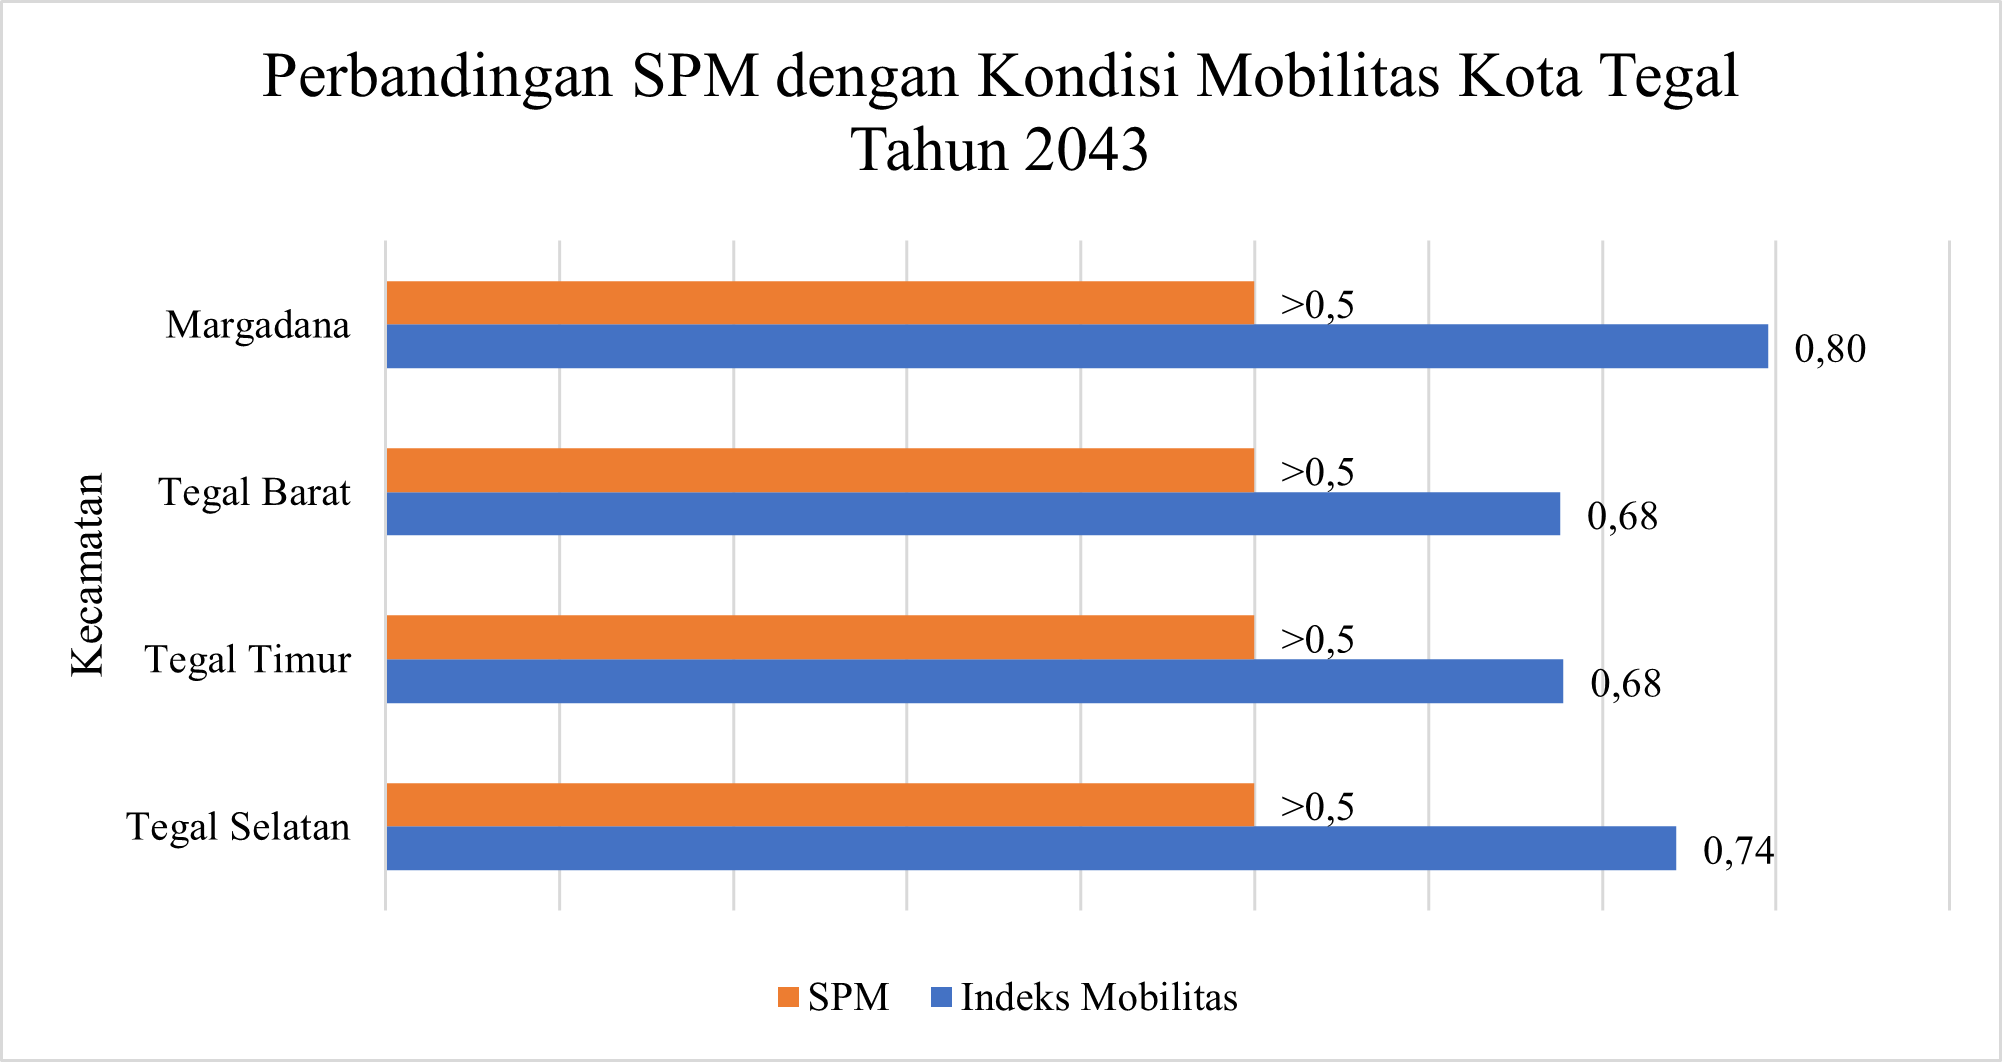 Perbandingan SPM dengan Kondisi Mobilitas Kota Tegal
Tahun 2043
Kecamatan
Margadana
>0,5
0,80
Tegal Barat
>0,5
0,68
Tegal Timur
>0,5
0,68
Tegal Selatan
>0,5
0,74
SPM
Indeks Mobilitas